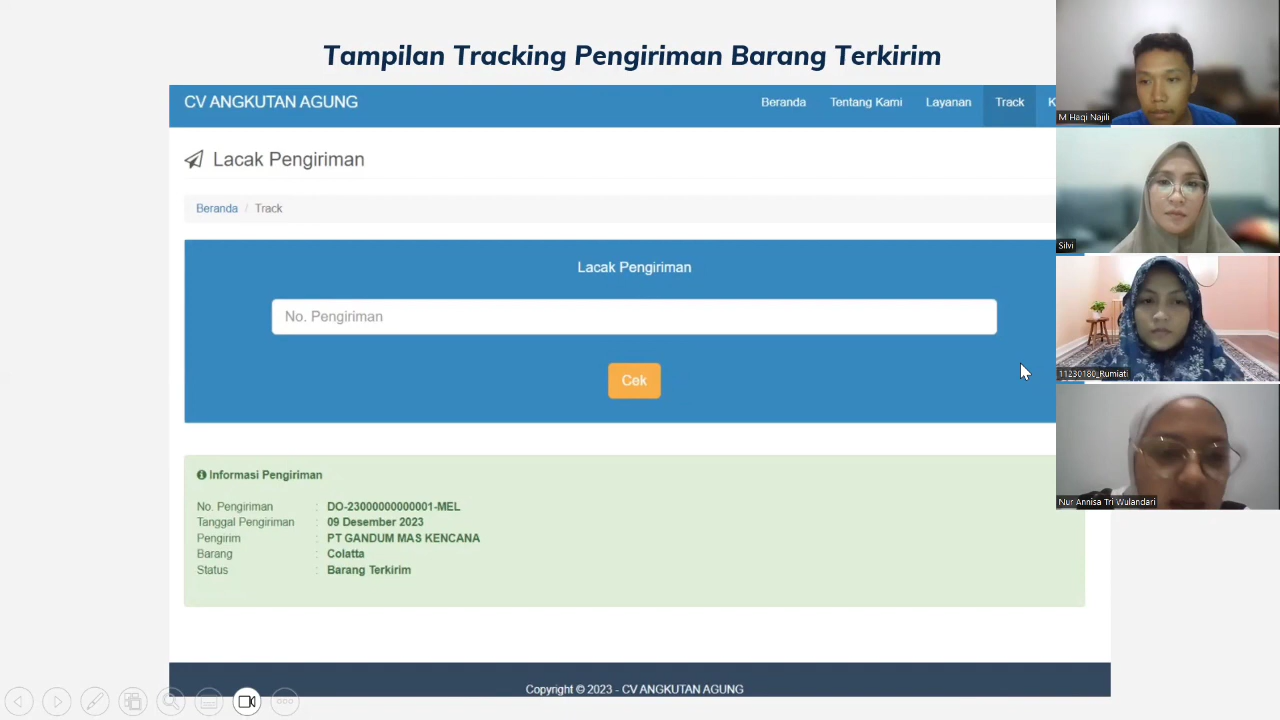 Tampilan Tracking Pengiriman Barang Terkirim
CV ANGKUTAN AGUNG
Beranda Tentang Kami Layanan Track K
Lacak Pengiriman
Beranda / Track
Lacak Pengiriman
No. Pengiriman
Cek
Informasi Pengiriman
No. Pengiriman : DO-23000000000001-MEL
Tanggal Pengiriman : 09 Desember 2023
Pengirim : PT GANDUM MAS KENCANA
Barang : Colatta
Status : Barang Terkirim
Copyright © 2023 - CV ANGKUTAN AGUNG
M Haqi Najili
Silvi
11230180_Rumiati
Nur Annisa Tri Wulandari